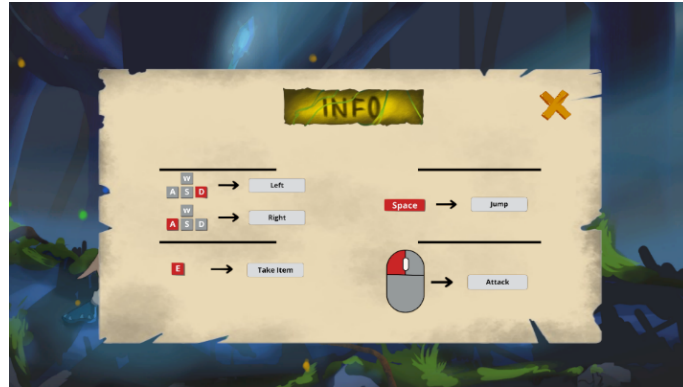 INFO
W
A S D
Left
W
A S D
Right
E
Take Item
Space
Jump
Attack